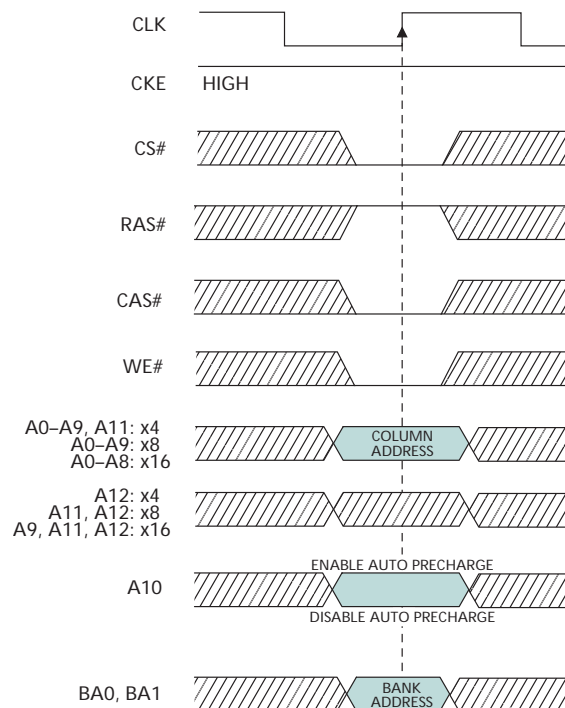 CLK
CKE HIGH
CS#
RAS#
CAS#
WE#
A0–A9, A11: x4
A0–A9: x8
A0–A8: x16
COLUMN
ADDRESS
A12: x4
A11, A12: x8
A9, A11, A12: x16
ENABLE AUTO PRECHARGE
A10
DISABLE AUTO PRECHARGE
BA0, BA1
BANK
ADDRESS